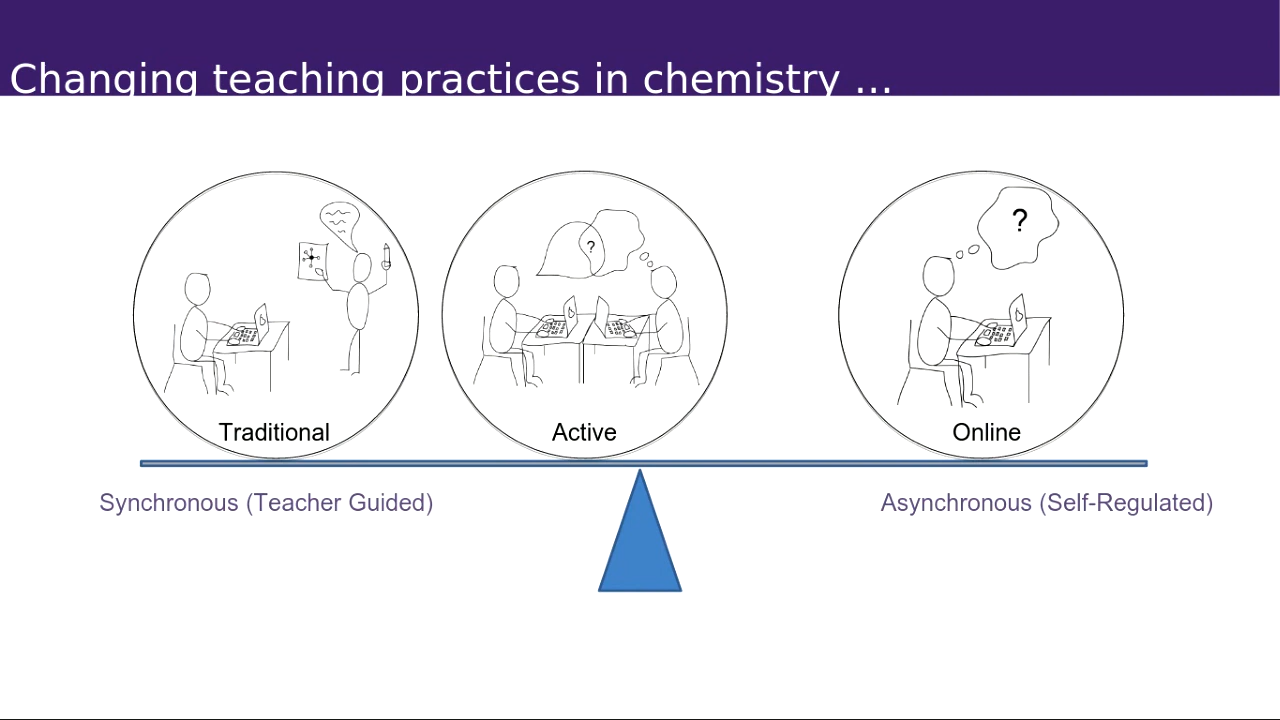 Changing teaching practices in chemistry ...
?
?
Traditional
Active
Online
Synchronous (Teacher Guided)
Asynchronous (Self-Regulated)